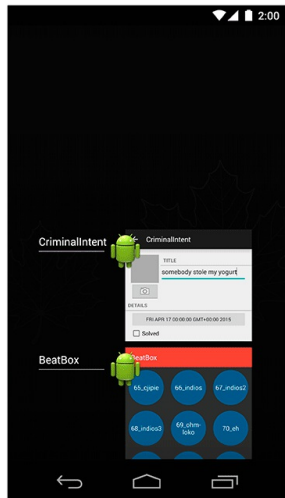 2:00
CriminalIntent
CriminalIntent
TITLE
somebody stole my yogurt
DETAILS
FRI APR 17 00:00:00 GMT+00:00 2015
Solved
BeatBox
BeatBox
65_cjipie
66_indios
67_indios2
68_indios3
69_ohm-
loko
70_eh